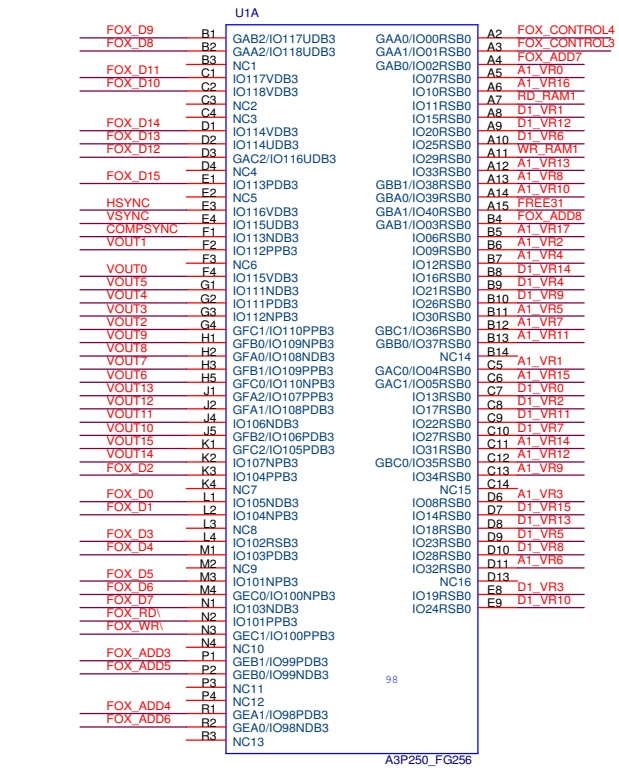 U1A
FOX_D9 B1 GAB2/IO117UDB3
FOX_D8 B2 GAA2/IO118UDB3
B3 NC1
FOX_D11 C1 IO117VDB3
FOX_D10 C2 IO118VDB3
C3 NC2
C4 NC3
FOX_D14 D1 IO114VDB3
FOX_D13 D2 IO114UDB3
FOX_D12 D3 GAC2/IO116UDB3
D4 NC4
FOX_D15 E1 IO113PDB3
E2 NC5
HSYNC E3 IO116VDB3
VSYNC E4 IO115UDB3
COMPSYNC F1 IO113NDB3
VOUT1 F2 IO112PPB3
F3 NC6
VOUT0 F4 IO115VDB3
VOUT5 G1 IO111NDB3
VOUT4 G2 IO111PDB3
VOUT3 G3 IO112NPB3
VOUT2 G4 GFC1/IO110PPB3
VOUT9 H1 GFB0/IO109NPB3
VOUT8 H2 GFA0/IO108NDB3
VOUT7 H3 GFB1/IO109PPB3
VOUT6 H5 GFC0/IO110NPB3
VOUT13 J1 GFA2/IO107PPB3
VOUT12 J2 GFA1/IO108PDB3
VOUT11 J4 IO106NDB3
VOUT10 J5 GFB2/IO106PDB3
VOUT15 K1 GFC2/IO105PDB3
VOUT14 K2 IO107NPB3
FOX_D2 K3 IO104PPB3
K4 NC7
FOX_D0 L1 IO105NDB3
FOX_D1 L2 IO104NPB3
L3 NC8
FOX_D3 L4 IO102RSB3
FOX_D4 M1 IO103PDB3
M2 NC9
FOX_D5 M3 IO101NPB3
FOX_D6 M4 GEC0/IO100NPB3
FOX_D7 N1 IO103NDB3
FOX_RD\ N2 IO101PPB3
FOX_WR\ N3 GEC1/IO100PPB3
N4 NC10
FOX_ADD3 P1 GEB1/IO99PDB3
FOX_ADD5 P2 GEB0/IO99NDB3
P3 NC11
P4 NC12
FOX_ADD4 R1 GEA1/IO98PDB3
FOX_ADD6 R2 GEA0/IO98NDB3
R3 NC13
GAA0/IO00RSB0 A2 FOX_CONTROL4
GAA1/IO01RSB0 A3 FOX_CONTROL3
GAB0/IO02RSB0 A4 FOX_ADD7
IO07RSB0 A5 A1_VR0
IO10RSB0 A6 A1_VR16
IO11RSB0 A7 RD_RAM1
IO15RSB0 A8 D1_VR1
IO20RSB0 A9 D1_VR12
IO25RSB0 A10 D1_VR6
IO29RSB0 A11 WR_RAM1
IO33RSB0 A12 A1_VR13
GBB1/IO38RSB0 A13 A1_VR8
GBA0/IO39RSB0 A14 A1_VR10
GBA1/IO40RSB0 A15 FREE31
GAB1/IO03RSB0 B4 FOX_ADD8
IO06RSB0 B5 A1_VR17
IO09RSB0 B6 A1_VR2
IO12RSB0 B7 A1_VR4
IO16RSB0 B8 D1_VR14
IO21RSB0 B9 D1_VR4
IO26RSB0 B10 D1_VR9
IO30RSB0 B11 A1_VR5
GBC1/IO36RSB0 B12 A1_VR7
GBB0/IO37RSB0 B13 A1_VR11
NC14 B14
GAC0/IO04RSB0 C5 A1_VR1
GAC1/IO05RSB0 C6 A1_VR15
IO13RSB0 C7 D1_VR0
IO17RSB0 C8 D1_VR2
IO22RSB0 C9 D1_VR11
IO27RSB0 C10 D1_VR7
IO31RSB0 C11 A1_VR14
GBC0/IO35RSB0 C12 A1_VR12
IO34RSB0 C13 A1_VR9
NC15 C14
IO08RSB0 D6 A1_VR3
IO14RSB0 D7 D1_VR15
IO18RSB0 D8 D1_VR13
IO23RSB0 D9 D1_VR5
IO28RSB0 D10 D1_VR8
IO32RSB0 D11 A1_VR6
NC16 D13
IO19RSB0 E8 D1_VR3
IO24RSB0 E9 D1_VR10
98
A3P250_FG256